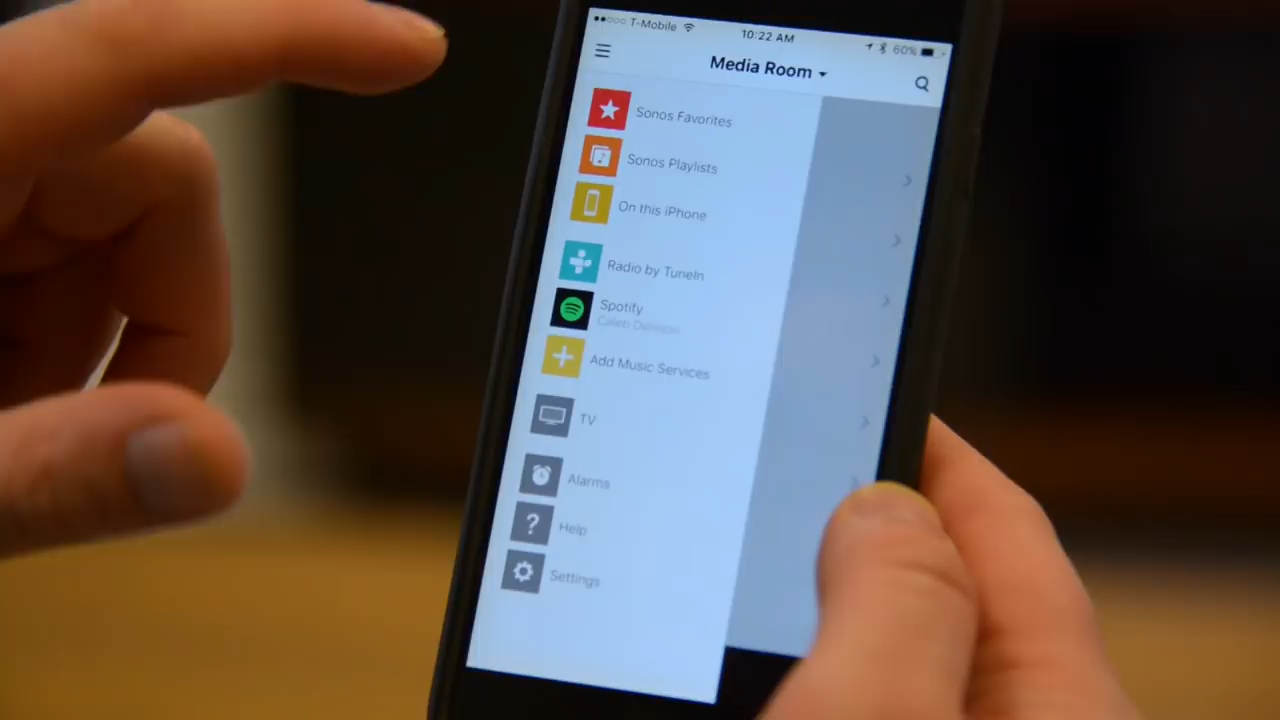 T-Mobile
10:22 AM
60%
Media Room
Sonos Favorites
Sonos Playlists
On this iPhone
Radio by TuneIn
Spotify
Caleb
Add Music Services
TV
Alarms
? Help
Settings